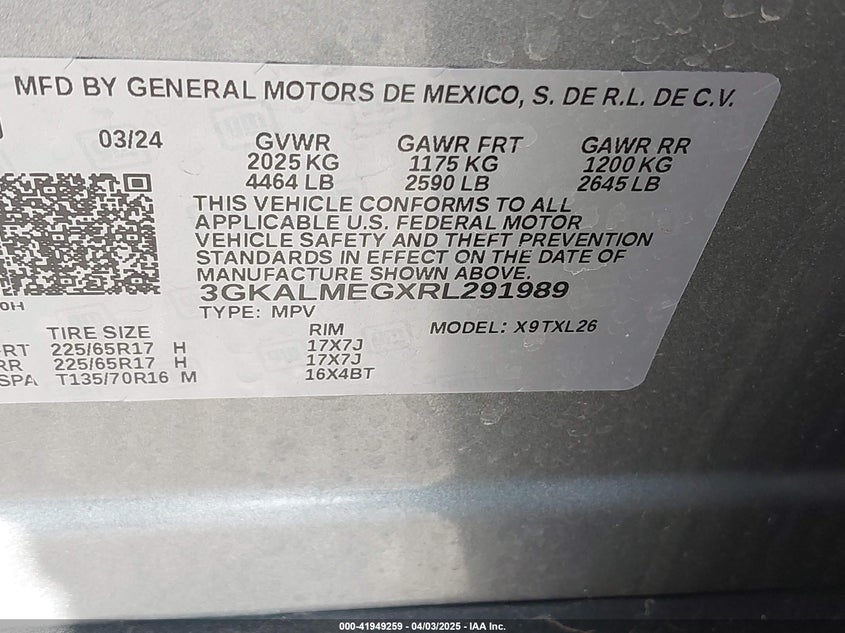 MFD BY GENERAL MOTORS DE MEXICO, S. DE R.L. DE C.V.
03/24 GVWR GAWR FRT GAWR RR
2025 KG 1175 KG 1200 KG
4464 LB 2590 LB 2645 LB
THIS VEHICLE CONFORMS TO ALL
APPLICABLE U.S. FEDERAL MOTOR
VEHICLE SAFETY AND THEFT PREVENTION
STANDARDS IN EFFECT ON THE DATE OF
MANUFACTURE SHOWN ABOVE.
3GKALMEGXRL291989
TYPE: MPV
TIRE SIZE RIM MODEL: X9TXL26
FRT 225/65R17 H 17X7J
RR 225/65R17 H 17X7J
SPA T135/70R16 M 16X4BT
000-41949259 - 04/03/2025 - IAA Inc.